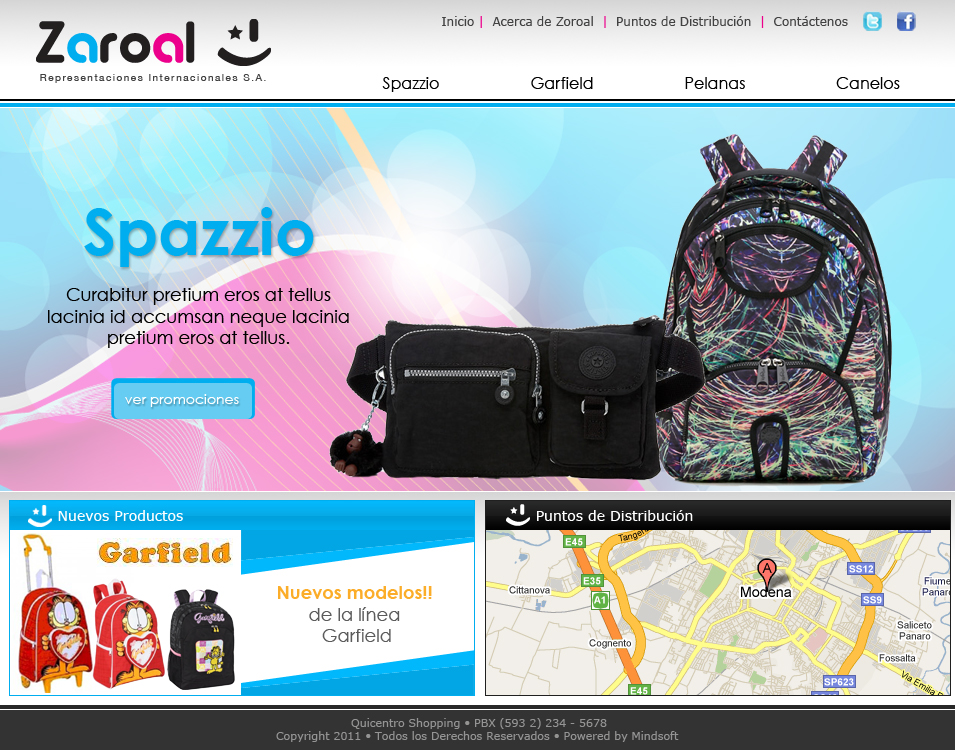 Zaroal
Representaciones Internacionales S.A.
Inicio | Acerca de Zoroal | Puntos de Distribución | Contáctenos
Spazzio Garfield Pelanas Canelos
Spazzio
Curabitur pretium eros at tellus
lacinia id accumsan neque lacinia
pretium eros at tellus.
ver promociones
Nuevos Productos
Garfield
Nuevos modelos!!
de la línea
Garfield
Puntos de Distribución
E45
Tangenz
SS12
E35
Cittanova
A1
A
Modena
SS9
Fiume
Panaro
Saliceto
Panaro
Cognento
Fossalta
SP623
Via Emilia
E45
Quicentro Shopping • PBX (593 2) 234 - 5678
Copyright 2011 • Todos los Derechos Reservados • Powered by Mindsoft